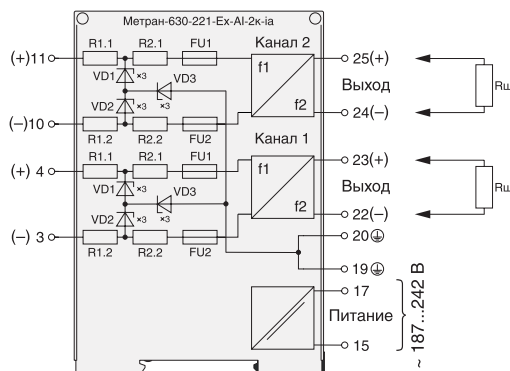 Метран-630-221-Ex-AI-2к-ia
R1.1 R2.1 FU1 Канал 2
(+)11 25(+)
VD1 ×3 VD3 f1 Выход Rш
VD2 ×3 ×3 f2
(–)10 24(–)
R1.2 R2.2 FU2
R1.1 R2.1 FU1 Канал 1
(+) 4 23(+)
VD1 ×3 VD3 f1 Выход Rш
VD2 ×3 ×3 f2
(–) 3 22(–)
R1.2 R2.2 FU2
20
19
17
Питание
15
~ 187...242 В